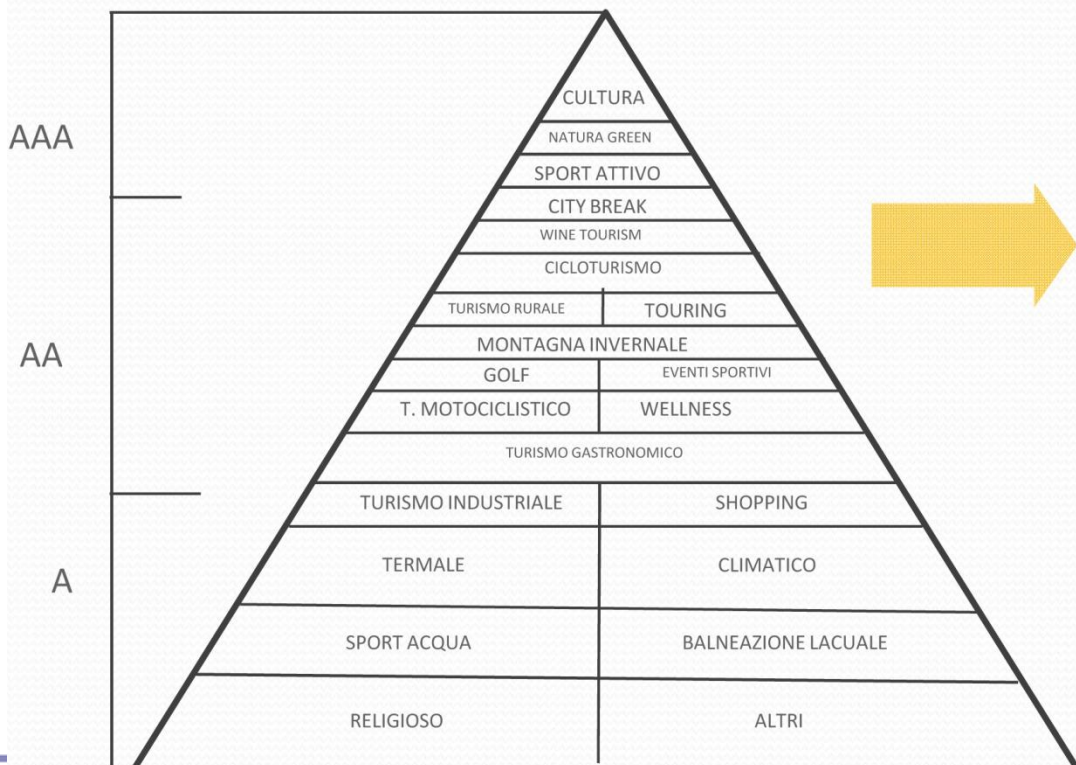 CULTURA
AAA
NATURA GREEN
SPORT ATTIVO
CITY BREAK
WINE TOURISM
CICLOTURISMO
TURISMO RURALE TOURING
AA
MONTAGNA INVERNALE
GOLF EVENTI SPORTIVI
T. MOTOCICLISTICO WELLNESS
TURISMO GASTRONOMICO
TURISMO INDUSTRIALE SHOPPING
A
TERMALE CLIMATICO
SPORT ACQUA BALNEAZIONE LACUALE
RELIGIOSO ALTRI